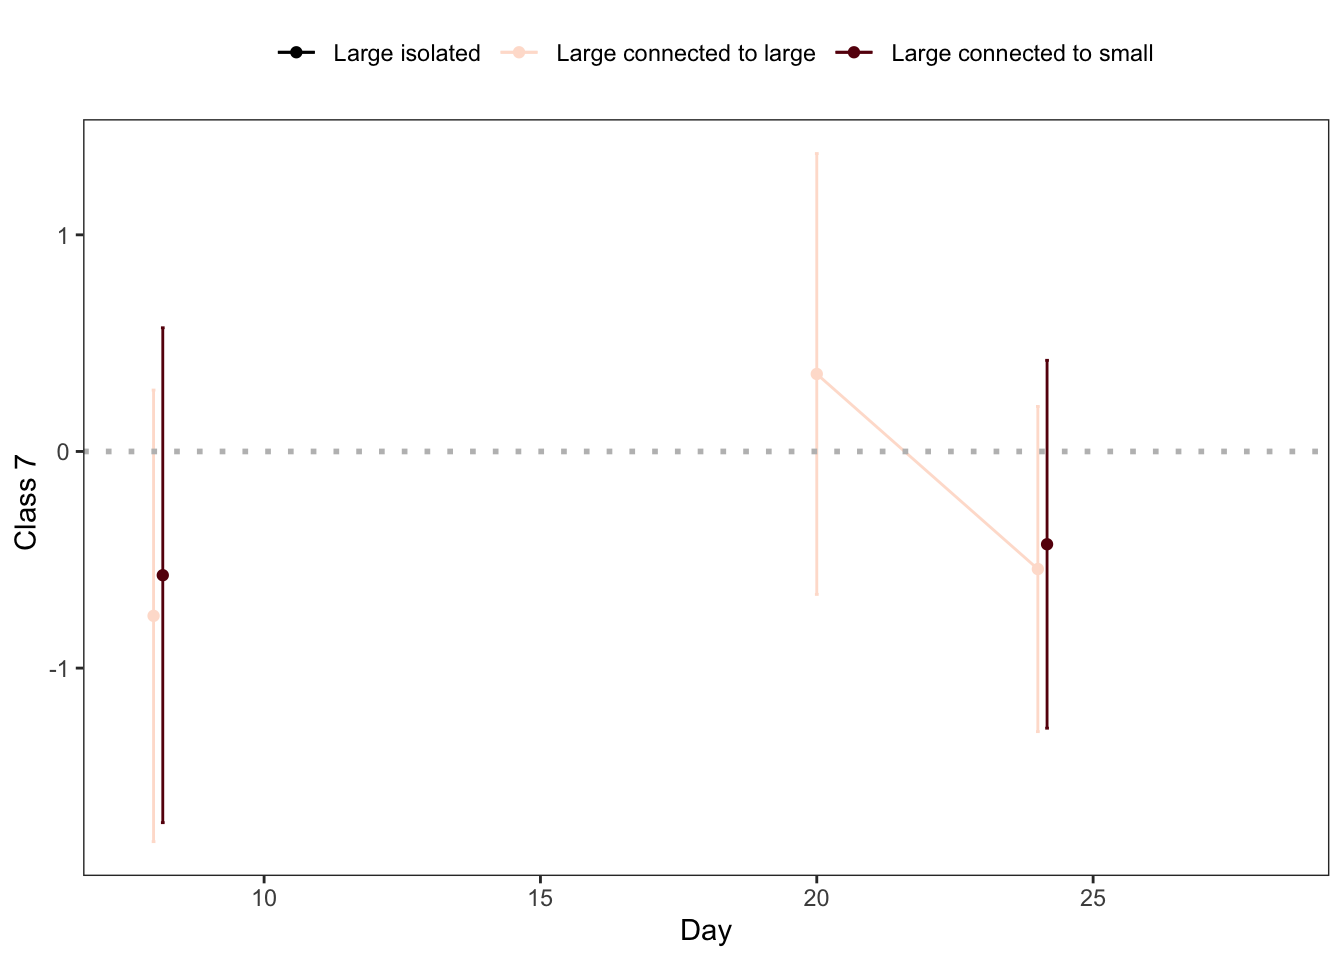 Large isolated Large connected to large Large connected to small
1
0
-1
Class 7
10 15 20 25
Day